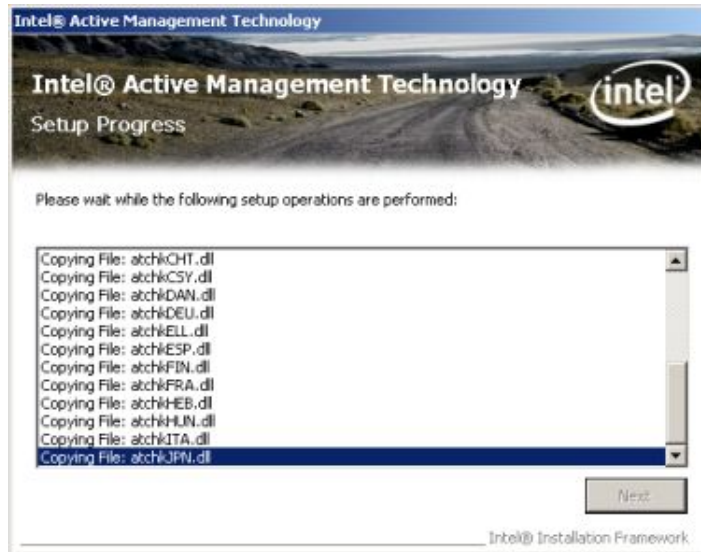 Intel® Active Management Technology
Intel® Active Management Technology
intel
Setup Progress
Please wait while the following setup operations are performed:
Copying File: atchkCHT.dll
Copying File: atchkCSY.dll
Copying File: atchkDAN.dll
Copying File: atchkDEU.dll
Copying File: atchkELL.dll
Copying File: atchkESP.dll
Copying File: atchkFIN.dll
Copying File: atchkFRA.dll
Copying File: atchkHEB.dll
Copying File: atchkHUN.dll
Copying File: atchkITA.dll
Copying File: atchkJPN.dll
Next
Intel® Installation Framework